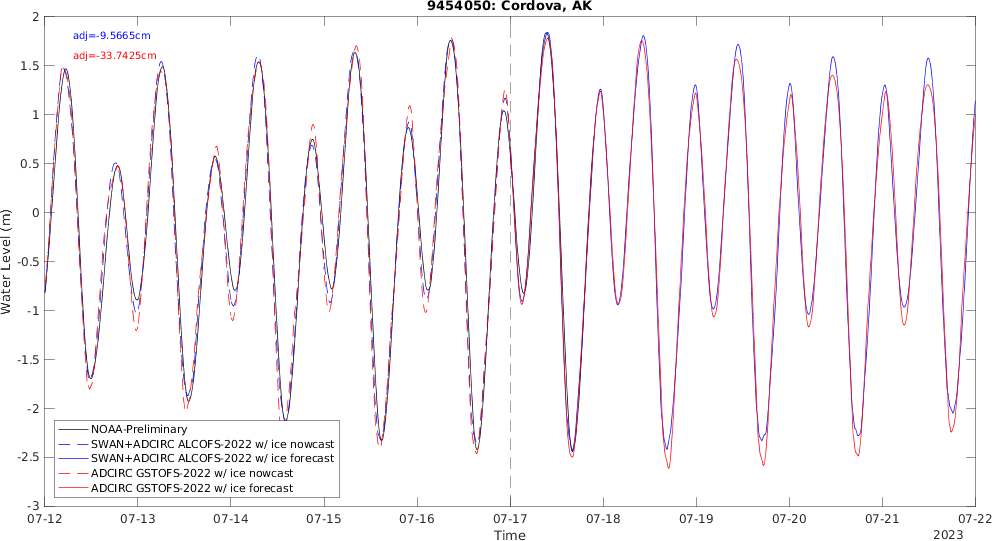 9454050: Cordova, AK
adj=-9.5665cm
adj=-33.7425cm
Water Level (m)
2
1.5
1
0.5
0
-0.5
-1
-1.5
-2
-2.5
-3
NOAA-Preliminary
SWAN+ADCIRC ALCOFS-2022 w/ ice nowcast
SWAN+ADCIRC ALCOFS-2022 w/ ice forecast
ADCIRC GSTOFS-2022 w/ ice nowcast
ADCIRC GSTOFS-2022 w/ ice forecast
07-12 07-13 07-14 07-15 07-16 07-17 07-18 07-19 07-20 07-21 07-22
Time
2023